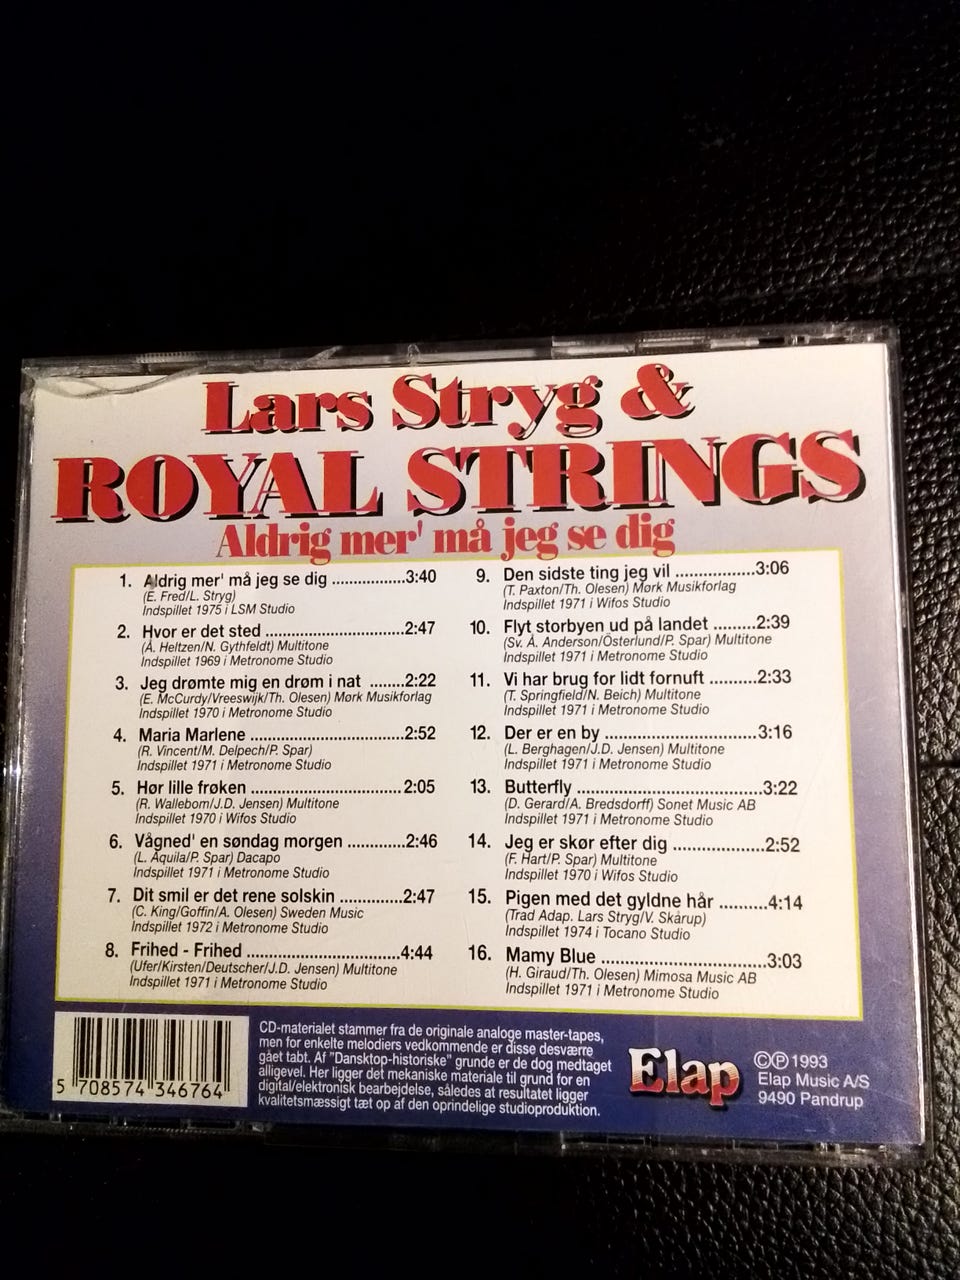 Lars Stryg &
ROYAL STRINGS
Aldrig mer' må jeg se dig
1. Aldrig mer' må jeg se dig ..............3:40
(E. Fred/L. Stryg)
Indspillet 1975 i LSM Studio
2. Hvor er det sted ..........................2:47
(Å. Heltzen/N. Gythfeldt) Multitone
Indspillet 1969 i Metronome Studio
3. Jeg drømte mig en drøm i nat .......2:22
(E. McCurdy/Vreeswijk/Th. Olesen) Mørk Musikforlag
Indspillet 1970 i Metronome Studio
4. Maria Marlene ..............................2:52
(R. Vincent/M. Delpech/P. Spar)
Indspillet 1971 i Metronome Studio
5. Hør lille frøken .............................2:05
(R. Wallebom/J.D. Jensen) Multitone
Indspillet 1970 i Wifos Studio
6. Vågned' en søndag morgen ...........2:46
(L. Aquila/P. Spar) Dacapo
Indspillet 1971 i Metronome Studio
7. Dit smil er det rene solskin .............2:47
(C. King/Goffin/A. Olesen) Sweden Music
Indspillet 1972 i Metronome Studio
8. Frihed - Frihed .............................4:44
(Ufer/Kirsten/Deutscher/J.D. Jensen) Multitone
Indspillet 1971 i Metronome Studio
9. Den sidste ting jeg vil ................3:06
(T. Paxton/Th. Olesen) Mørk Musikforlag
Indspillet 1971 i Wifos Studio
10. Flyt storbyen ud på landet .........2:39
(Sv. Å. Anderson/Österlund/P. Spar) Multitone
Indspillet 1971 i Metronome Studio
11. Vi har brug for lidt fornuft ..........2:33
(T. Springfield/N. Beich) Multitone
Indspillet 1971 i Metronome Studio
12. Der er en by ..............................3:16
(L. Berghagen/J.D. Jensen) Multitone
Indspillet 1971 i Metronome Studio
13. Butterfly ....................................3:22
(D. Gerard/A. Bredsdorff) Sonet Music AB
Indspillet 1971 i Metronome Studio
14. Jeg er skør efter dig ..................2:52
(F. Hart/P. Spar) Multitone
Indspillet 1970 i Wifos Studio
15. Pigen med det gyldne hår ..........4:14
(Trad Adap. Lars Stryg/V. Skårup)
Indspillet 1974 i Tocano Studio
16. Mamy Blue ...............................3:03
(H. Giraud/Th. Olesen) Mimosa Music AB
Indspillet 1971 i Metronome Studio
5 708574 346764
CD-materialet stammer fra de originale analoge master-tapes,
men for enkelte melodiers vedkommende er disse desværre
gået tabt. Af "Dansktop-historiske" grunde er de dog medtaget
alligevel. Her ligger det mekaniske materiale til grund for en
digital/elektronisk bearbejdelse, således at resultatet ligger
kvalitetsmæssigt tæt op af den oprindelige studioproduktion.
Elap
©℗ 1993
Elap Music A/S
9490 Pandrup